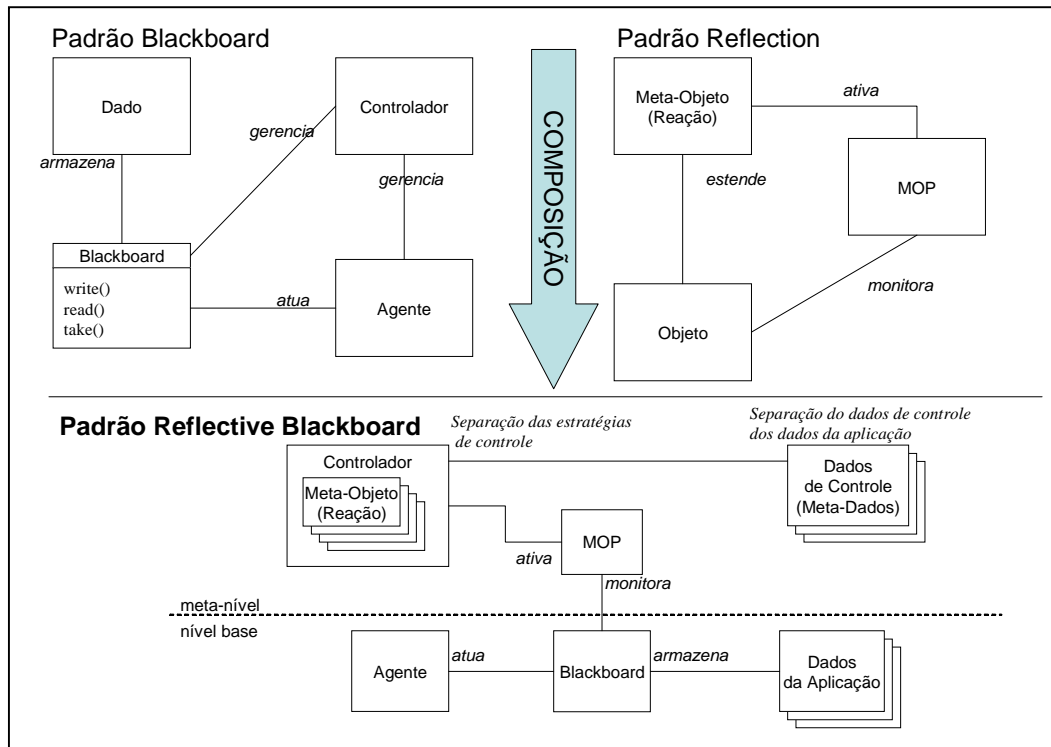 Padrão Blackboard
Padrão Reflection
Dado
Controlador
gerencia
armazena
gerencia
Blackboard
write()
read()
take()
atua
Agente
COMPOSIÇÃO
Meta-Objeto
(Reação)
ativa
MOP
estende
monitora
Objeto
Padrão Reflective Blackboard
Separação das estratégias
de controle
Separação do dados de controle
dos dados da aplicação
Controlador
Meta-Objeto
(Reação)
ativa
MOP
monitora
Dados
de Controle
(Meta-Dados)
meta-nível
nível base
Agente
atua
Blackboard
armazena
Dados
da Aplicação